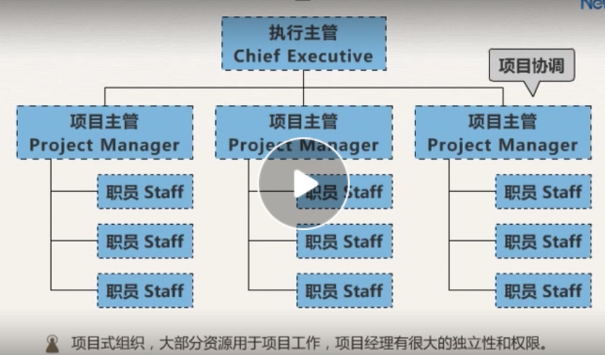 执行主管
Chief Executive
项目协调
项目主管
Project Manager
项目主管
Project Manager
项目主管
Project Manager
职员 Staff
职员 Staff
职员 Staff
职员 Staff
职员 Staff
职员 Staff
职员 Staff
职员 Staff
职员 Staff
项目式组织，大部分资源用于项目工作，项目经理有很大的独立性和权限。